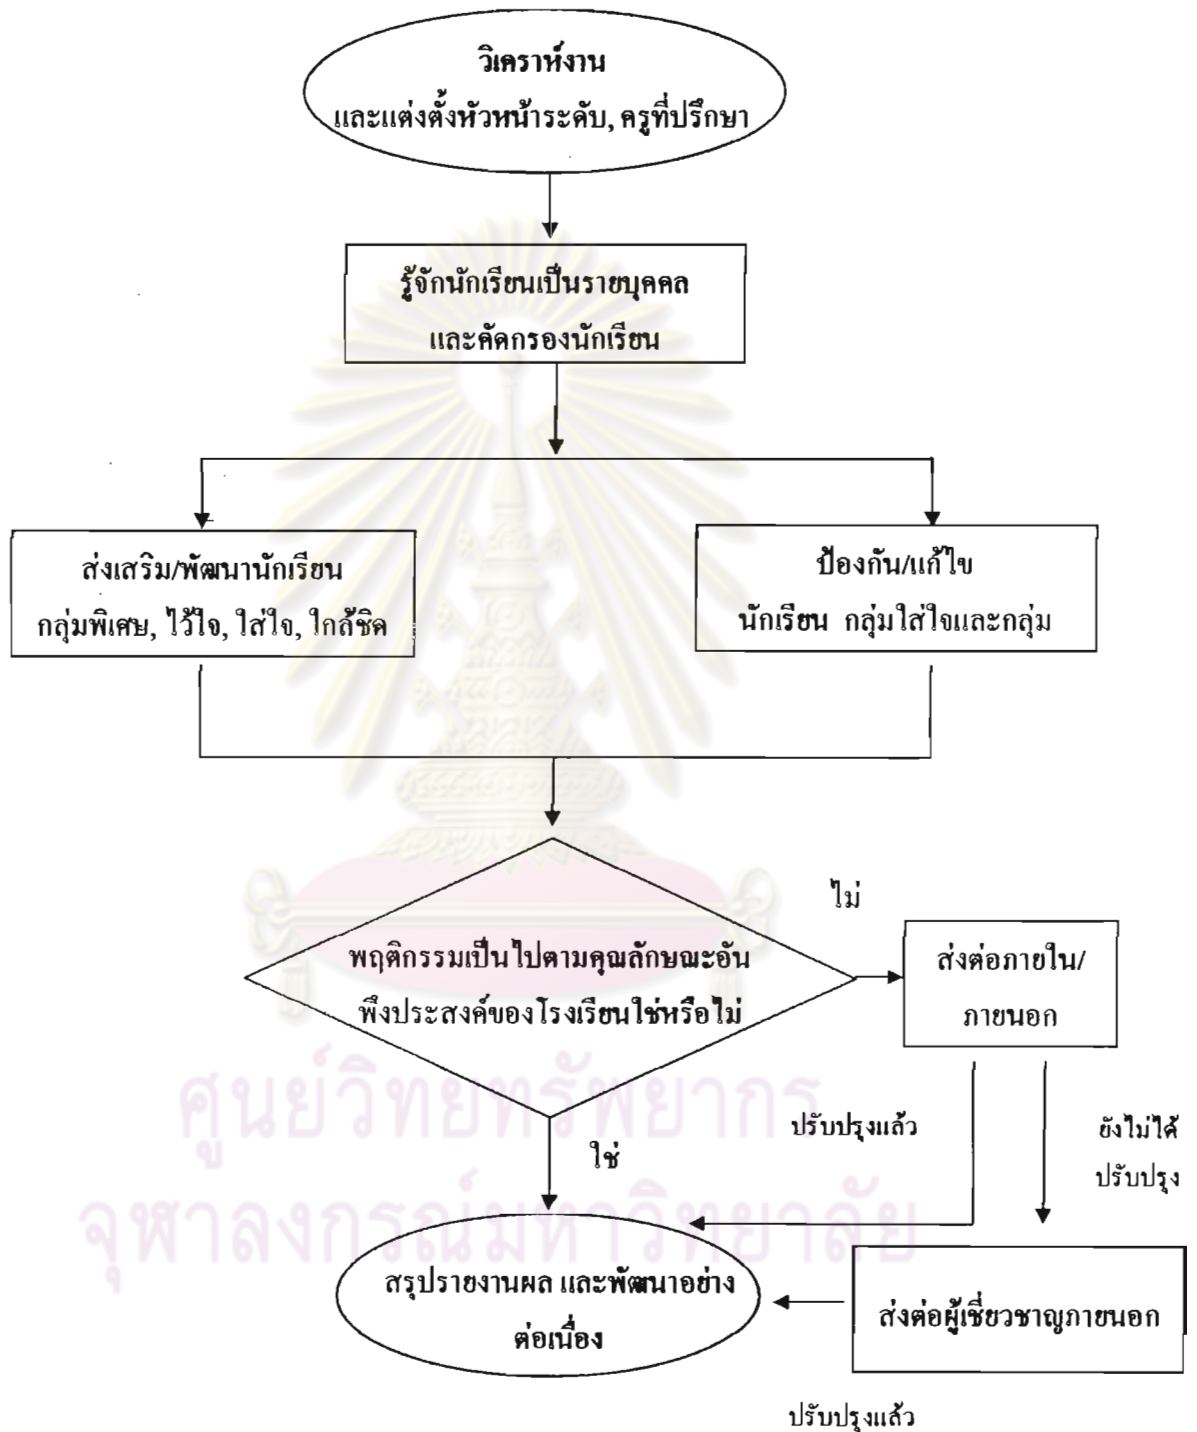 วิเคราะห์งาน
และแต่งตั้งหัวหน้าระดับ, ครูที่ปรึกษา
รู้จักนักเรียนเป็นรายบุคคล
และคัดกรองนักเรียน
ส่งเสริม/พัฒนานักเรียน
กลุ่มพิเศษ, ไว้ใจ, ใส่ใจ, ใกล้ชิด
ป้องกัน/แก้ไข
นักเรียน กลุ่มใส่ใจและกลุ่ม
ไม่
พฤติกรรมเป็นไปตามคุณลักษณะอัน
พึงประสงค์ของโรงเรียนใช่หรือไม่
ส่งต่อภายใน/
ภายนอก
ปรับปรุงแล้ว
ยังไม่ได้
ปรับปรุง
ใช่
สรุปรายงานผล และพัฒนาอย่าง
ต่อเนื่อง
ส่งต่อผู้เชี่ยวชาญภายนอก
ปรับปรุงแล้ว
ศูนย์วิทยทรัพยากร
จุฬาลงกรณ์มหาวิทยาลัย